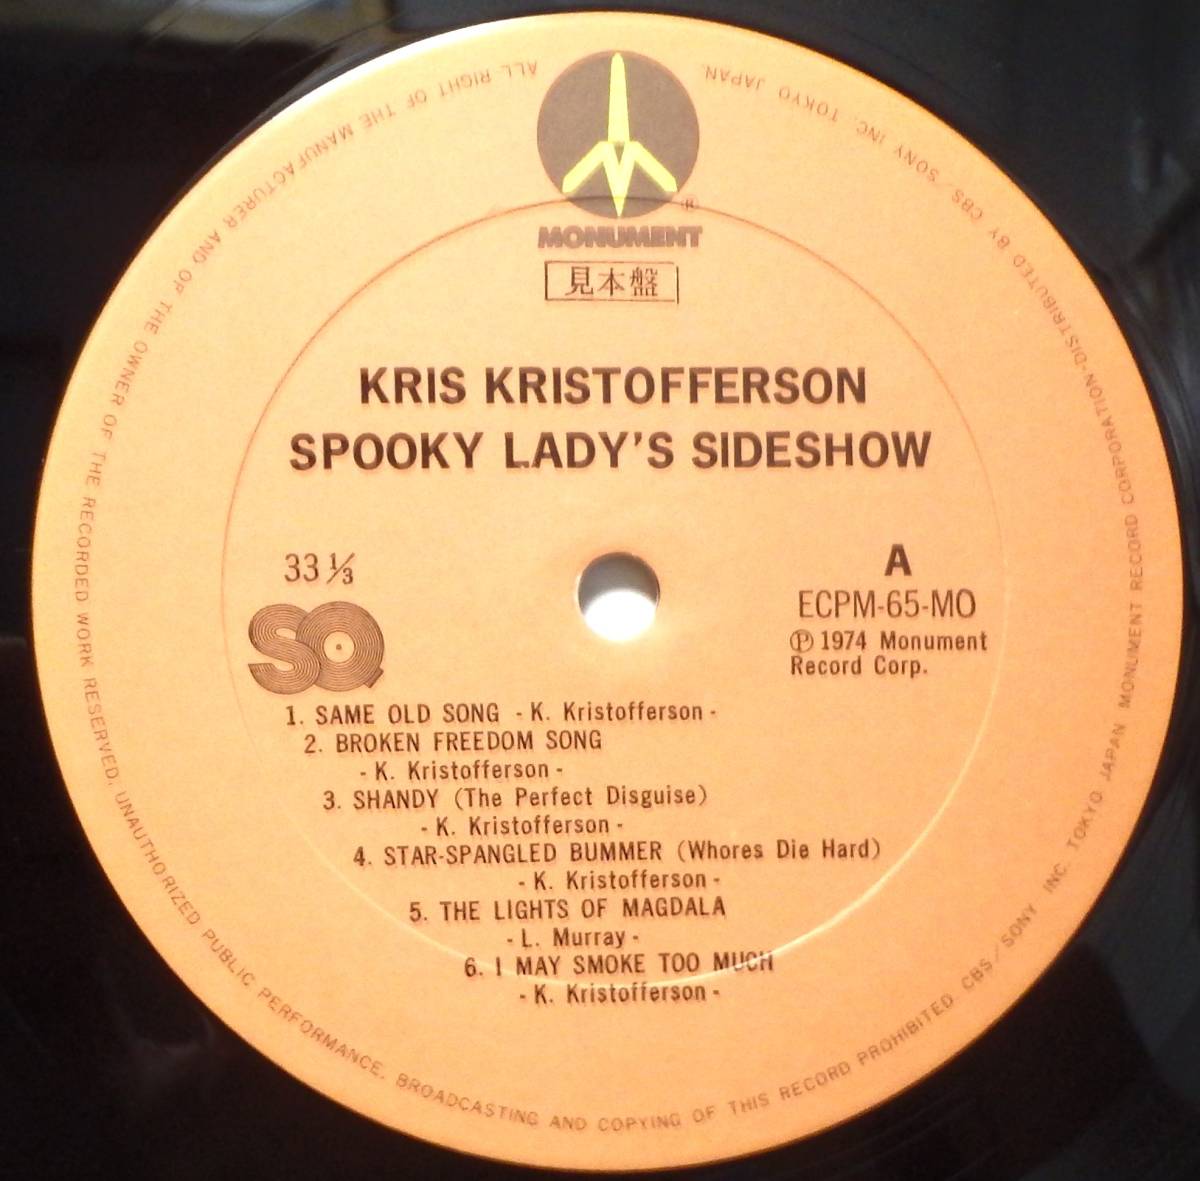 ALL RIGHT OF THE MANUFACTURER AND OF THE OWNER OF THE RECORDED WORK RESERVED. UNAUTHORIZED PUBLIC PERFORMANCE. BROADCASTING AND COPYING OF THIS RECORD PROHIBITED CBS/SONY INC. TOKYO JAPAN MONUMENT RECORD CORPORATION-DISTRIBUTED BY CBS/SONY INC. TOKYO JAPAN.
®
MONUMENT
見本盤
KRIS KRISTOFFERSON
SPOOKY LADY'S SIDESHOW
33 1/3
SQ
A
ECPM-65-MO
Ⓟ 1974 Monument
Record Corp.
1. SAME OLD SONG - K. Kristofferson -
2. BROKEN FREEDOM SONG
- K. Kristofferson -
3. SHANDY (The Perfect Disguise)
- K. Kristofferson -
4. STAR-SPANGLED BUMMER (Whores Die Hard)
- K. Kristofferson -
5. THE LIGHTS OF MAGDALA
- L. Murray -
6. I MAY SMOKE TOO MUCH
- K. Kristofferson -